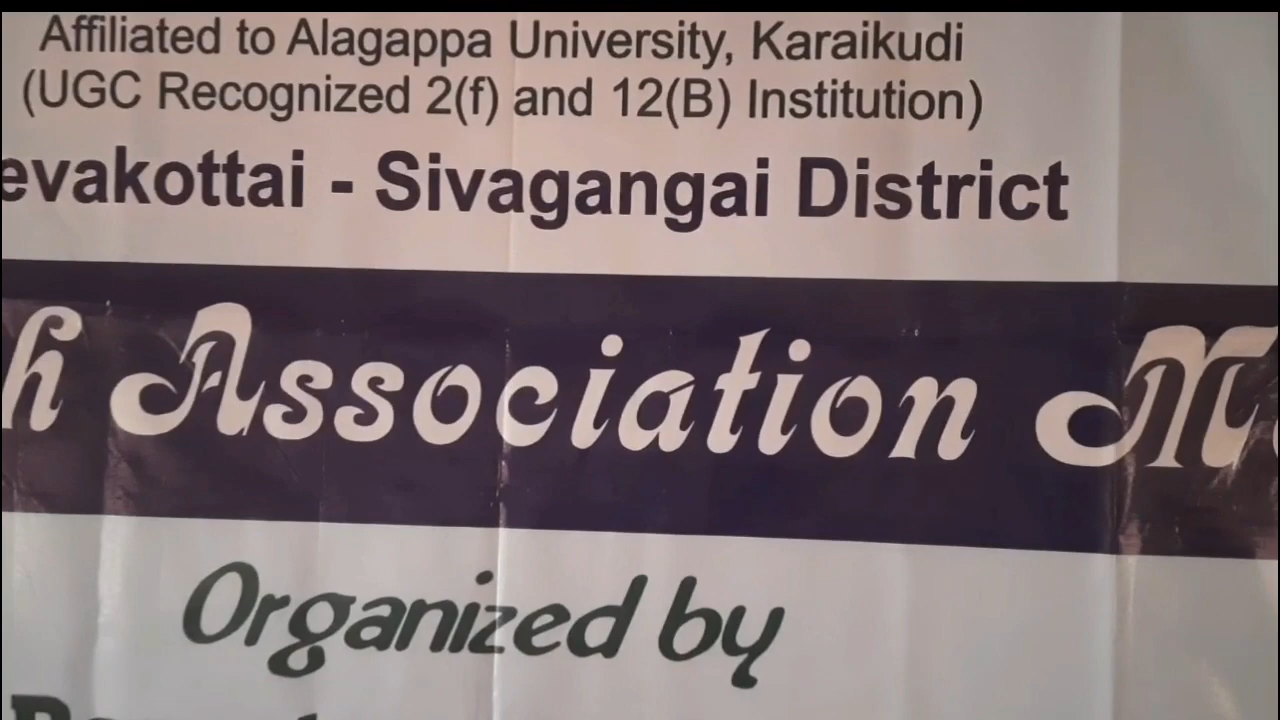 Affiliated to Alagappa University, Karaikudi
(UGC Recognized 2(f) and 12(B) Institution)
evakottai - Sivagangai District
h Association M
Organized by